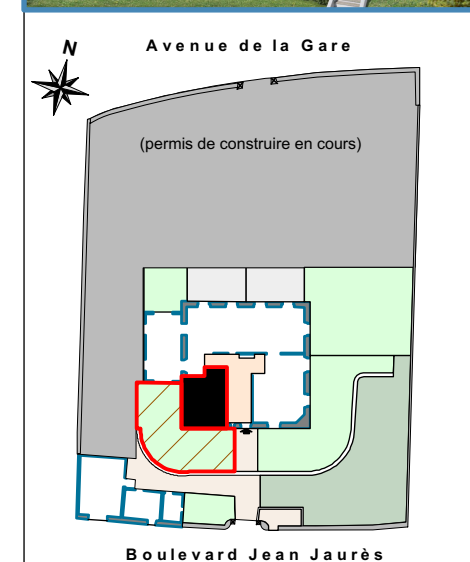 N
Avenue de la Gare
(permis de construire en cours)
Boulevard Jean Jaurès